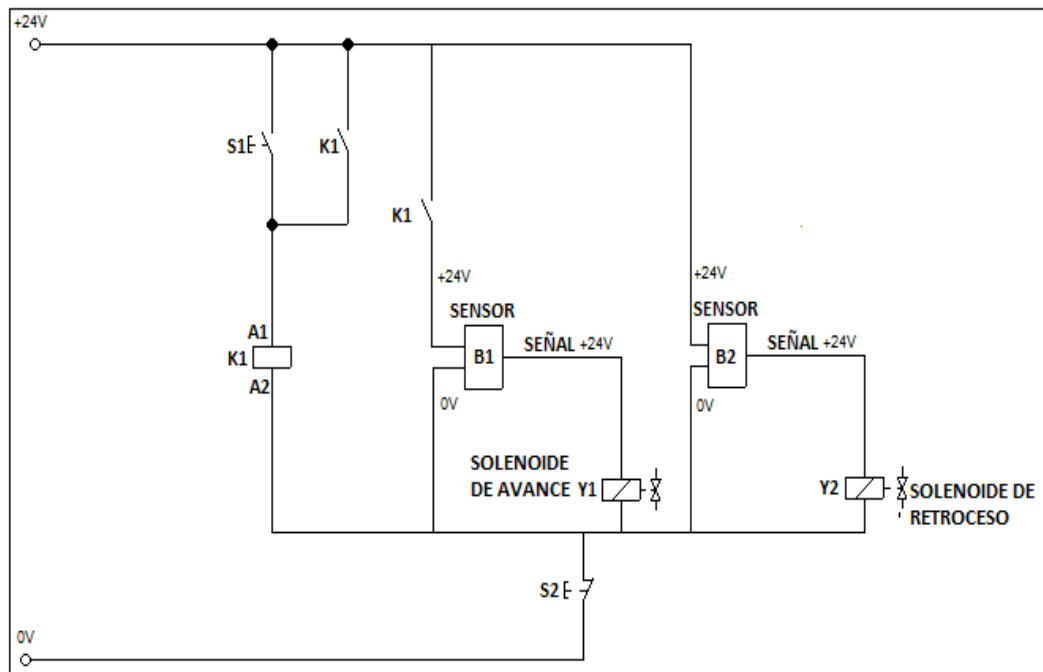 +24V
S1
K1
K1
+24V
+24V
SENSOR
SENSOR
A1
K1
A2
B1
SEÑAL +24V
B2
SEÑAL +24V
0V
0V
SOLENOIDE
DE AVANCE Y1
Y2
SOLENOIDE DE
RETROCESO
S2
0V